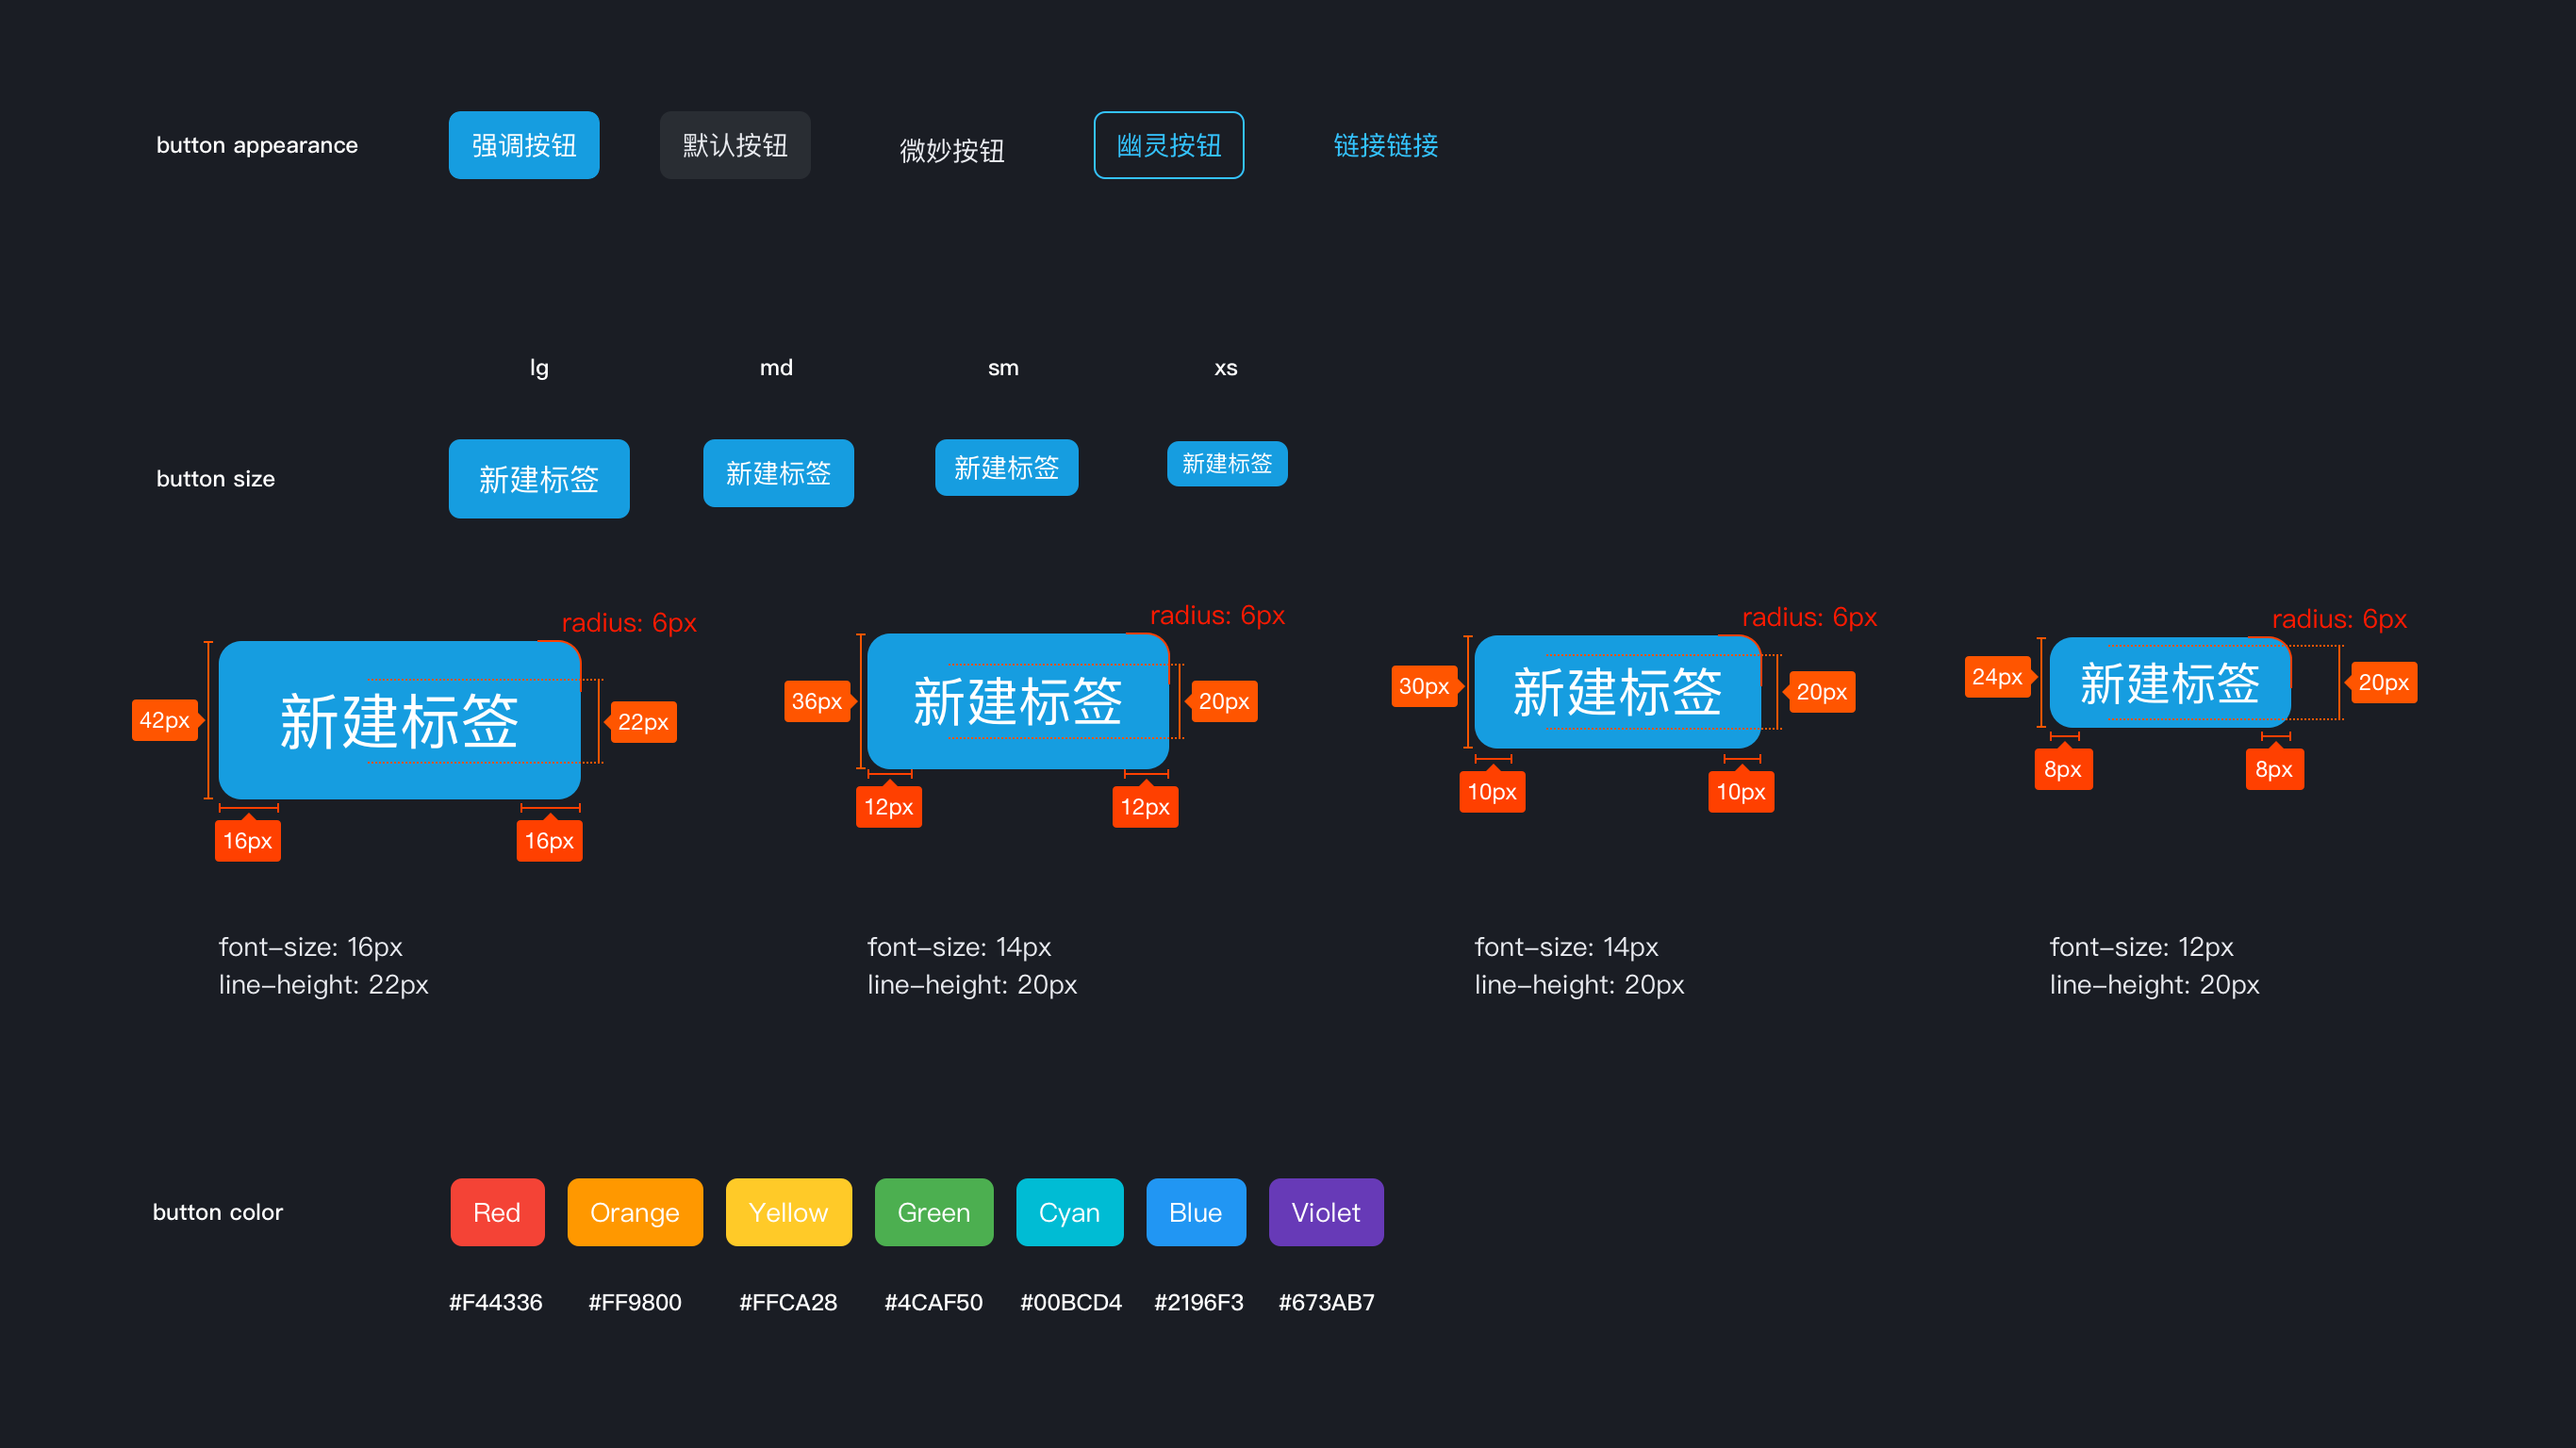 button appearance
强调按钮
默认按钮
微妙按钮
幽灵按钮
链接链接
lg
md
sm
xs
button size
新建标签
新建标签
新建标签
新建标签
radius: 6px
42px
新建标签
22px
16px
16px
radius: 6px
36px
新建标签
20px
12px
12px
radius: 6px
30px
新建标签
20px
10px
10px
radius: 6px
24px
新建标签
20px
8px
8px
font-size: 16px
line-height: 22px
font-size: 14px
line-height: 20px
font-size: 14px
line-height: 20px
font-size: 12px
line-height: 20px
button color
Red
Orange
Yellow
Green
Cyan
Blue
Violet
#F44336
#FF9800
#FFCA28
#4CAF50
#00BCD4
#2196F3
#673AB7